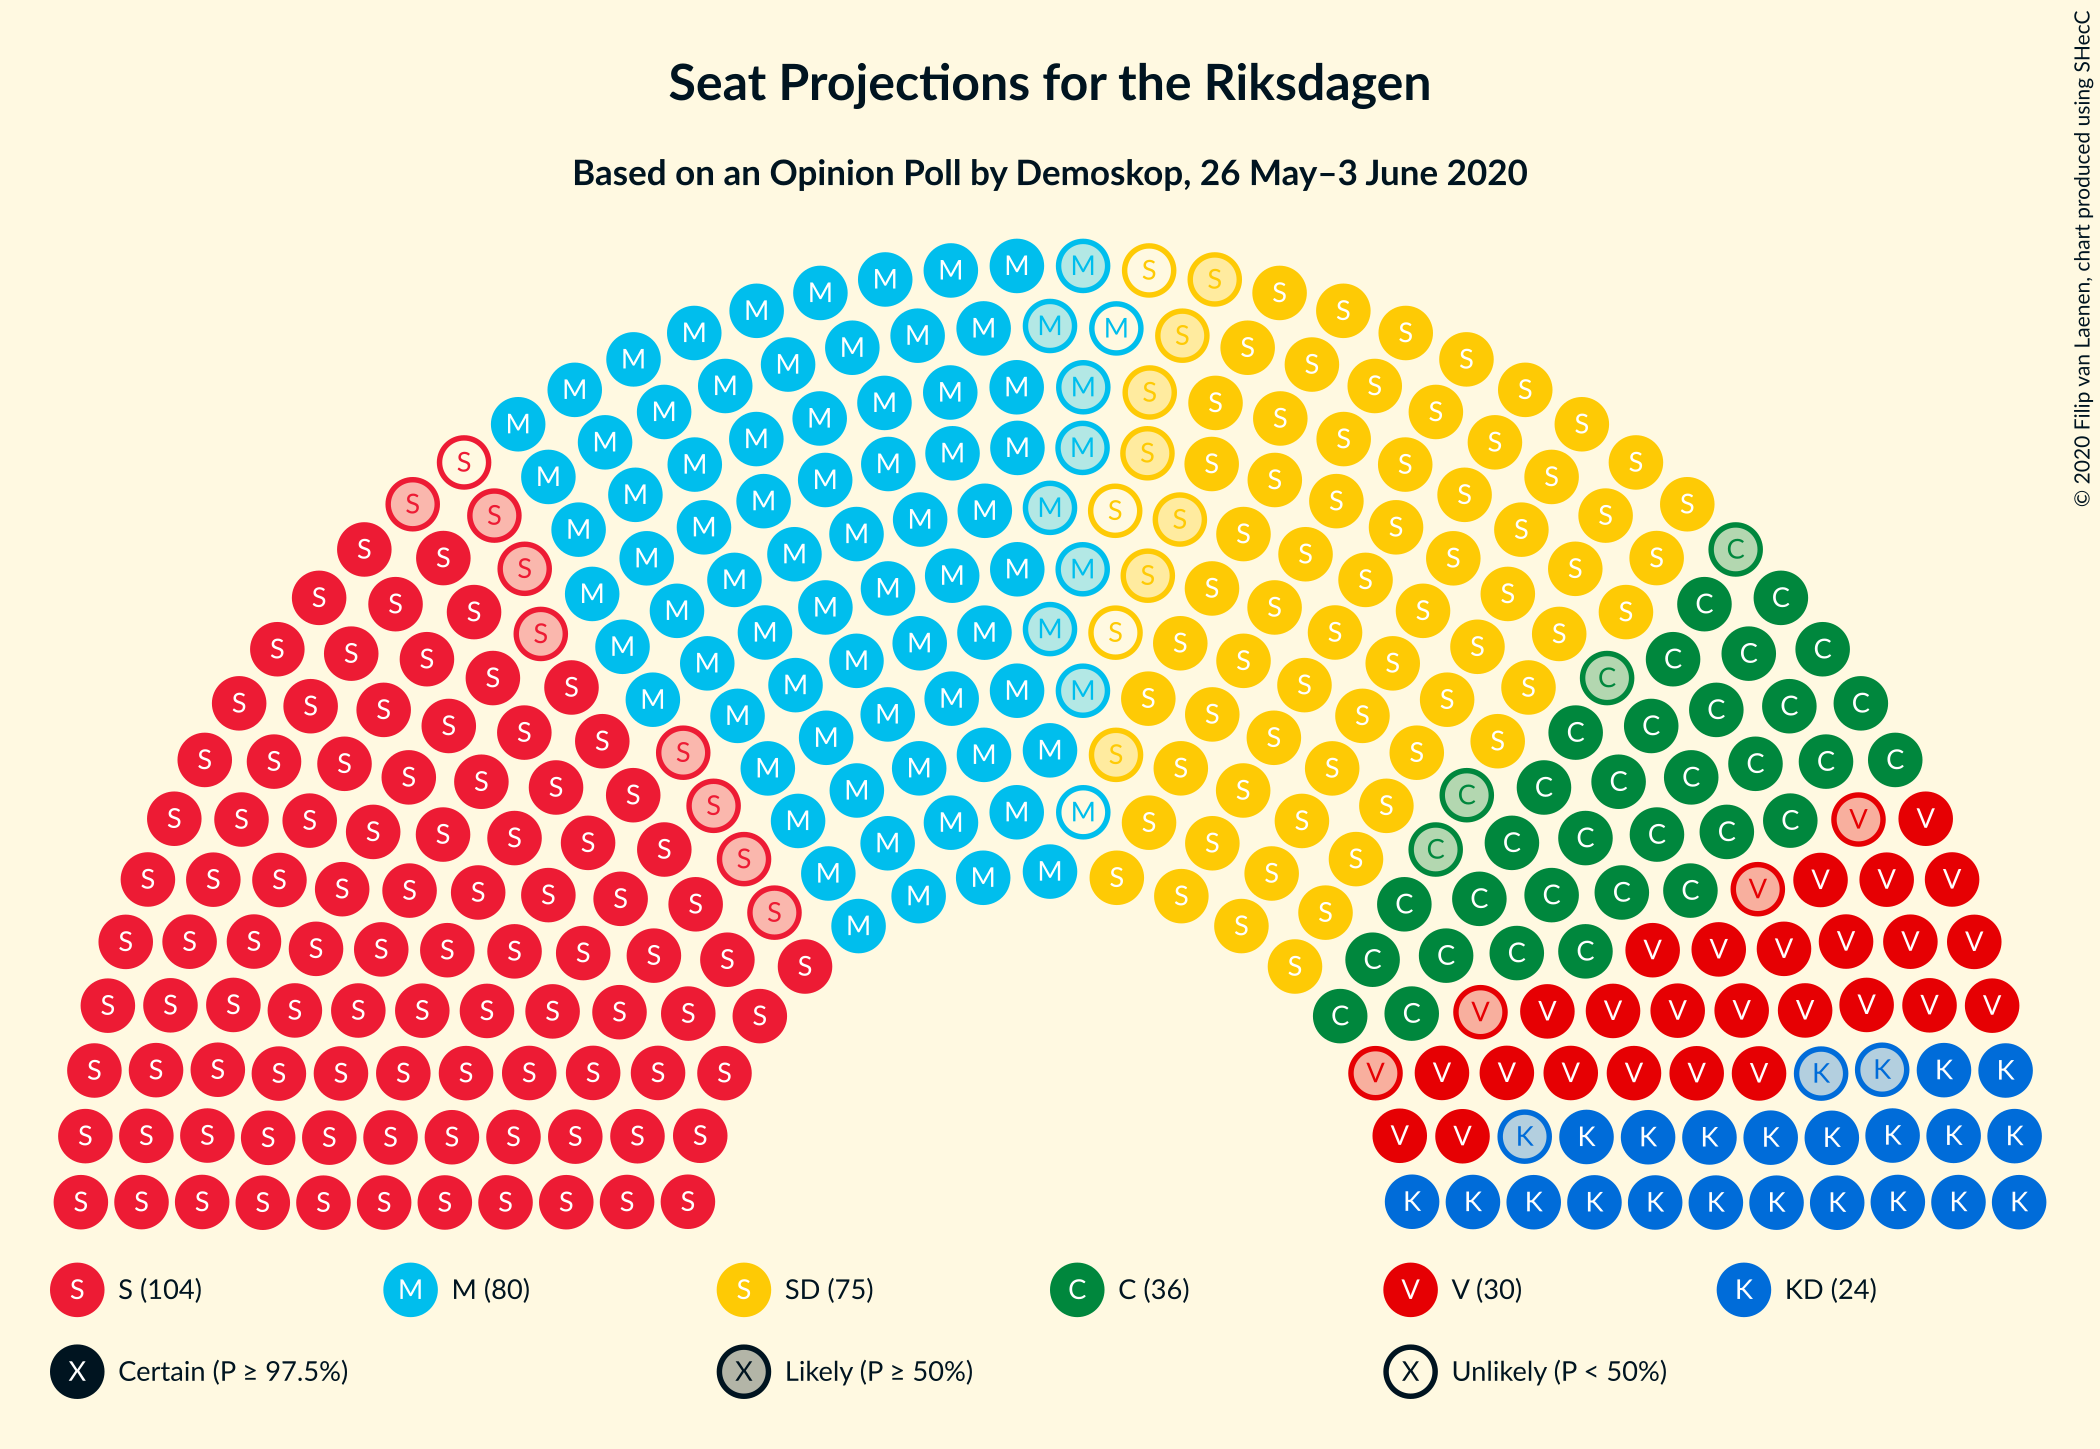 Seat Projections for the Riksdagen
Based on an Opinion Poll by Demoskop, 26 May–3 June 2020
© 2020 Filip van Laenen, chart produced using SHecC
S S (104) M M (80) S SD (75) C C (36) V V (30) K KD (24)
X Certain (P ≥ 97.5%) X Likely (P ≥ 50%) X Unlikely (P < 50%)